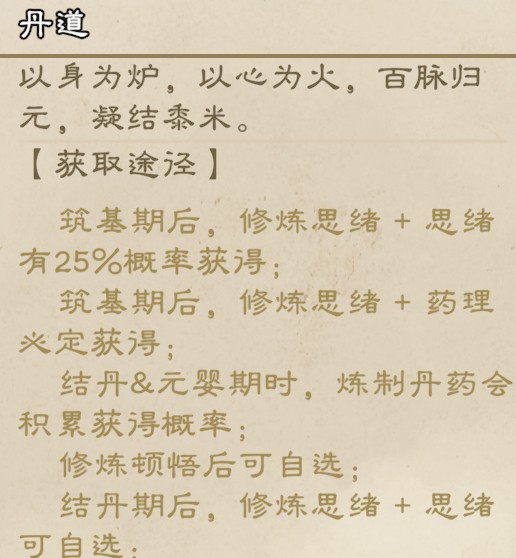 丹道
以身为炉，以心为火，百脉归
元，凝结黍米。
【获取途径】
筑基期后，修炼思绪+思绪
有25%概率获得；
筑基期后，修炼思绪+药理
必定获得；
结丹&元婴期时，炼制丹药会
积累获得概率；
修炼顿悟后可自选；
结丹期后，修炼思绪+思绪
可自选；